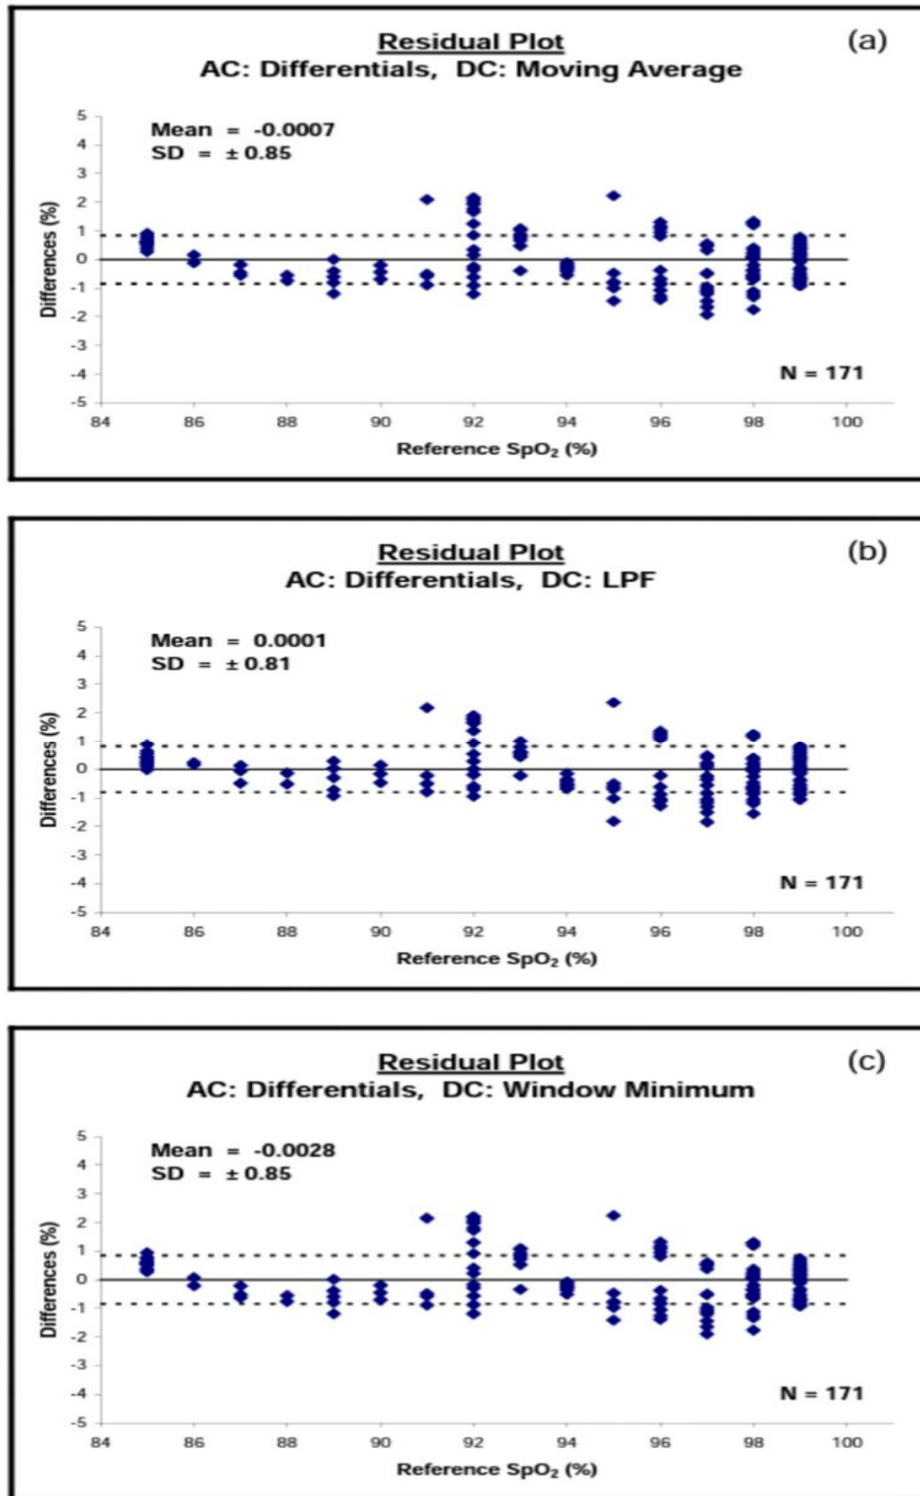 Residual Plot
(a)
AC: Differentials, DC: Moving Average
Mean = -0.0007
SD = ± 0.85
5
4
3
2
1
0
-1
-2
-3
-4
-5
Differences (%)
N = 171
84 86 88 90 92 94 96 98 100
Reference SpO₂ (%)
Residual Plot
(b)
AC: Differentials, DC: LPF
Mean = 0.0001
SD = ± 0.81
5
4
3
2
1
0
-1
-2
-3
-4
-5
Differences (%)
N = 171
84 86 88 90 92 94 96 98 100
Reference SpO₂ (%)
Residual Plot
(c)
AC: Differentials, DC: Window Minimum
Mean = -0.0028
SD = ± 0.85
5
4
3
2
1
0
-1
-2
-3
-4
-5
Differences (%)
N = 171
84 86 88 90 92 94 96 98 100
Reference SpO₂ (%)